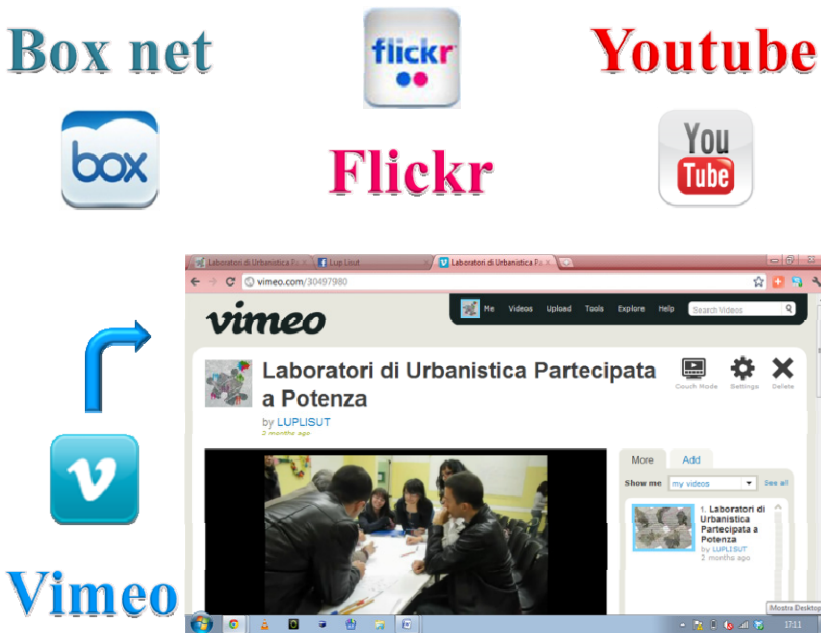 Box net
flickr
Youtube
box
Flickr
You
Tube
Laboratori di Urbanistica Pa
Lup Lisut
Laboratori di Urbanistica Pa
vimeo.com/30497980
vimeo
Me Videos Upload Tools Explore Help Search Videos
Laboratori di Urbanistica Partecipata
a Potenza
by LUPLISUT
2 months ago
Couch Mode Settings Delete
More Add
Show me my videos See all
1. Laboratori di
Urbanistica
Partecipata a
Potenza
by LUPLISUT
2 months ago
Vimeo
Mostra Desktop
17:11